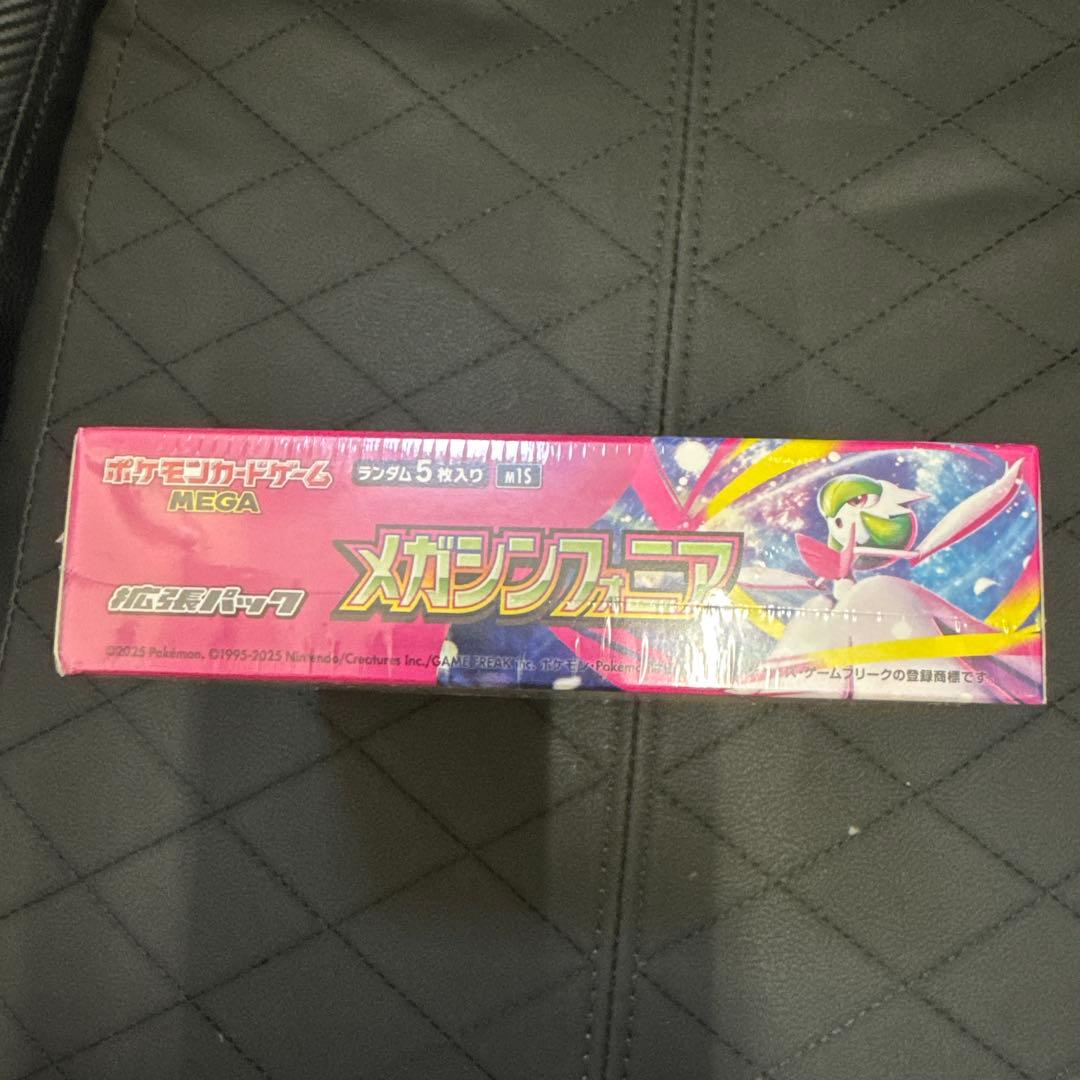 ポケモンカードゲーム
MEGA
ランダム5枚入り M1S
メガシンフォニア
拡張パック
©2025 Pokémon. ©1995-2025 Nintendo/Creatures Inc./GAME FREAK inc. ポケモン・Pokémon ゲームフリークの登録商標です。